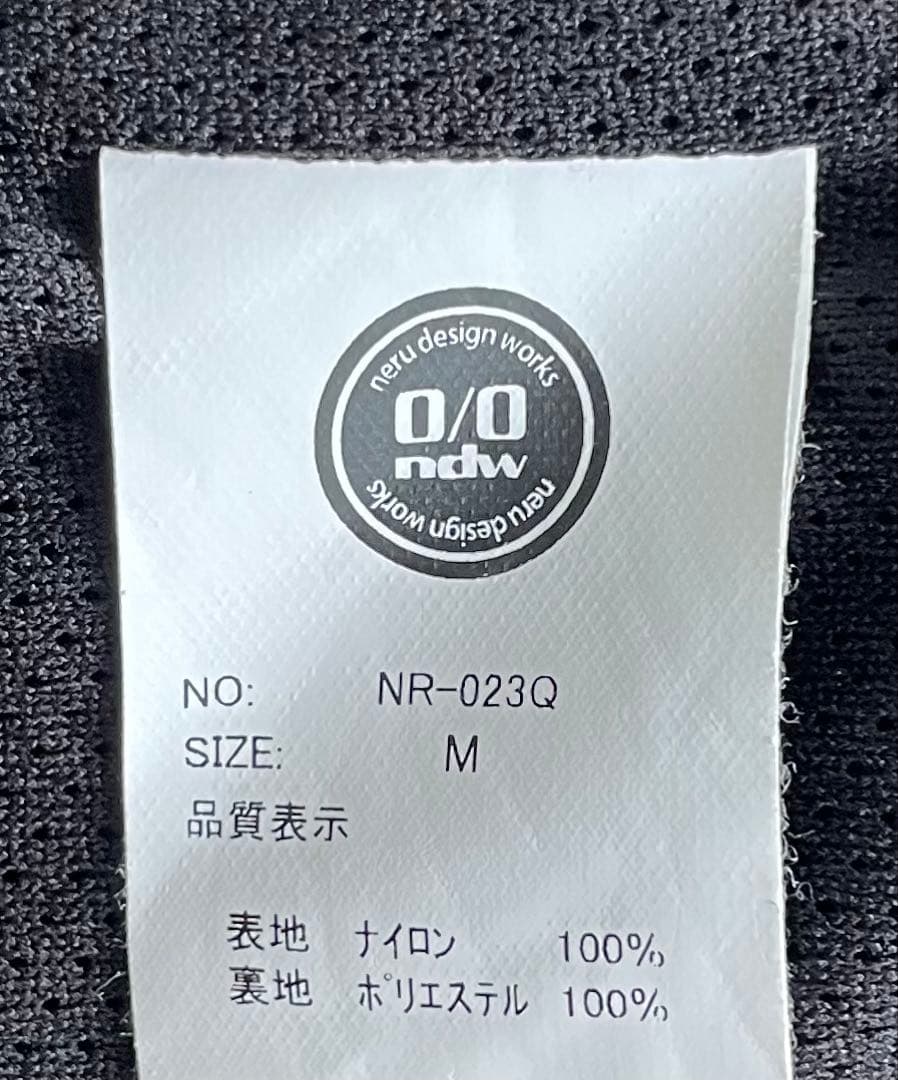 neru design works
0/0
ndw
neru design works
NO: NR-023Q
SIZE: M
品質表示
表地 ナイロン 100%
裏地 ポリエステル 100%